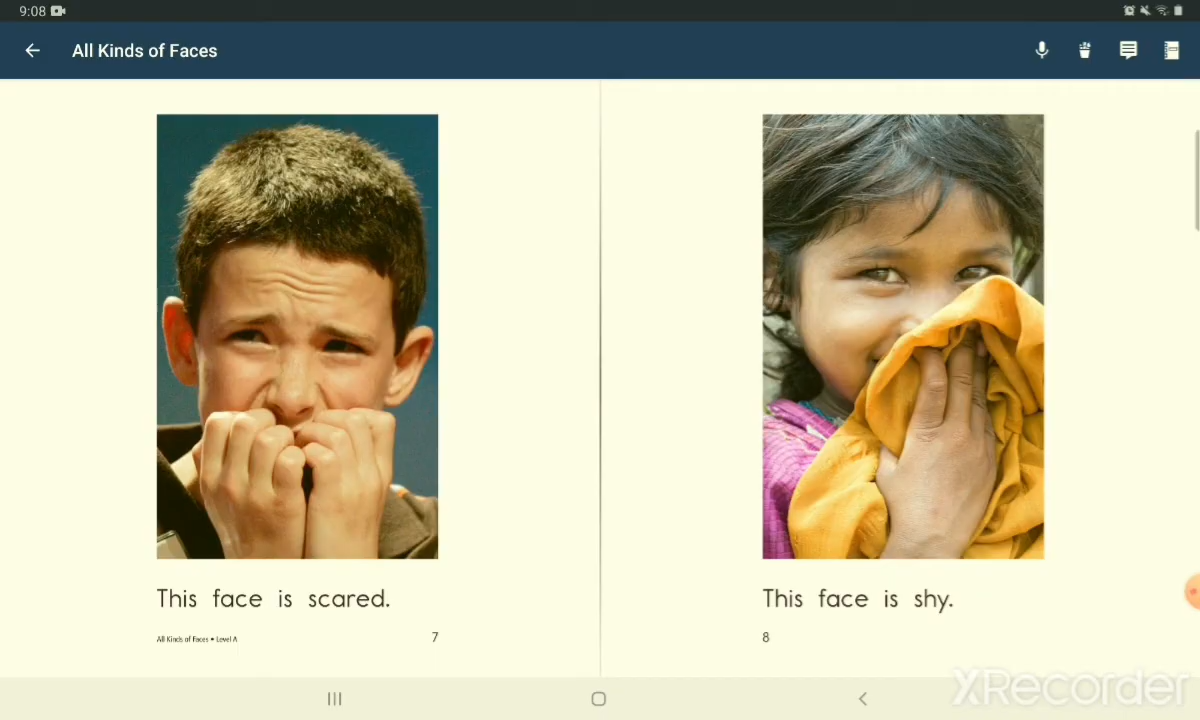 9:08
All Kinds of Faces
This face is scared.
All Kinds of Faces • Level A
7
This face is shy.
8
XRecorder